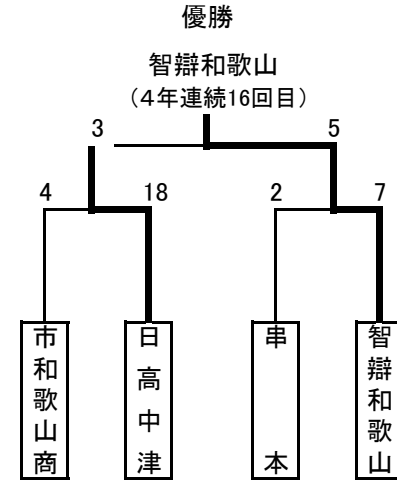 優勝
智辯和歌山
（４年連続16回目）
3 5
4 18 2 7
市和歌山商
日高中津
串本
智辯和歌山